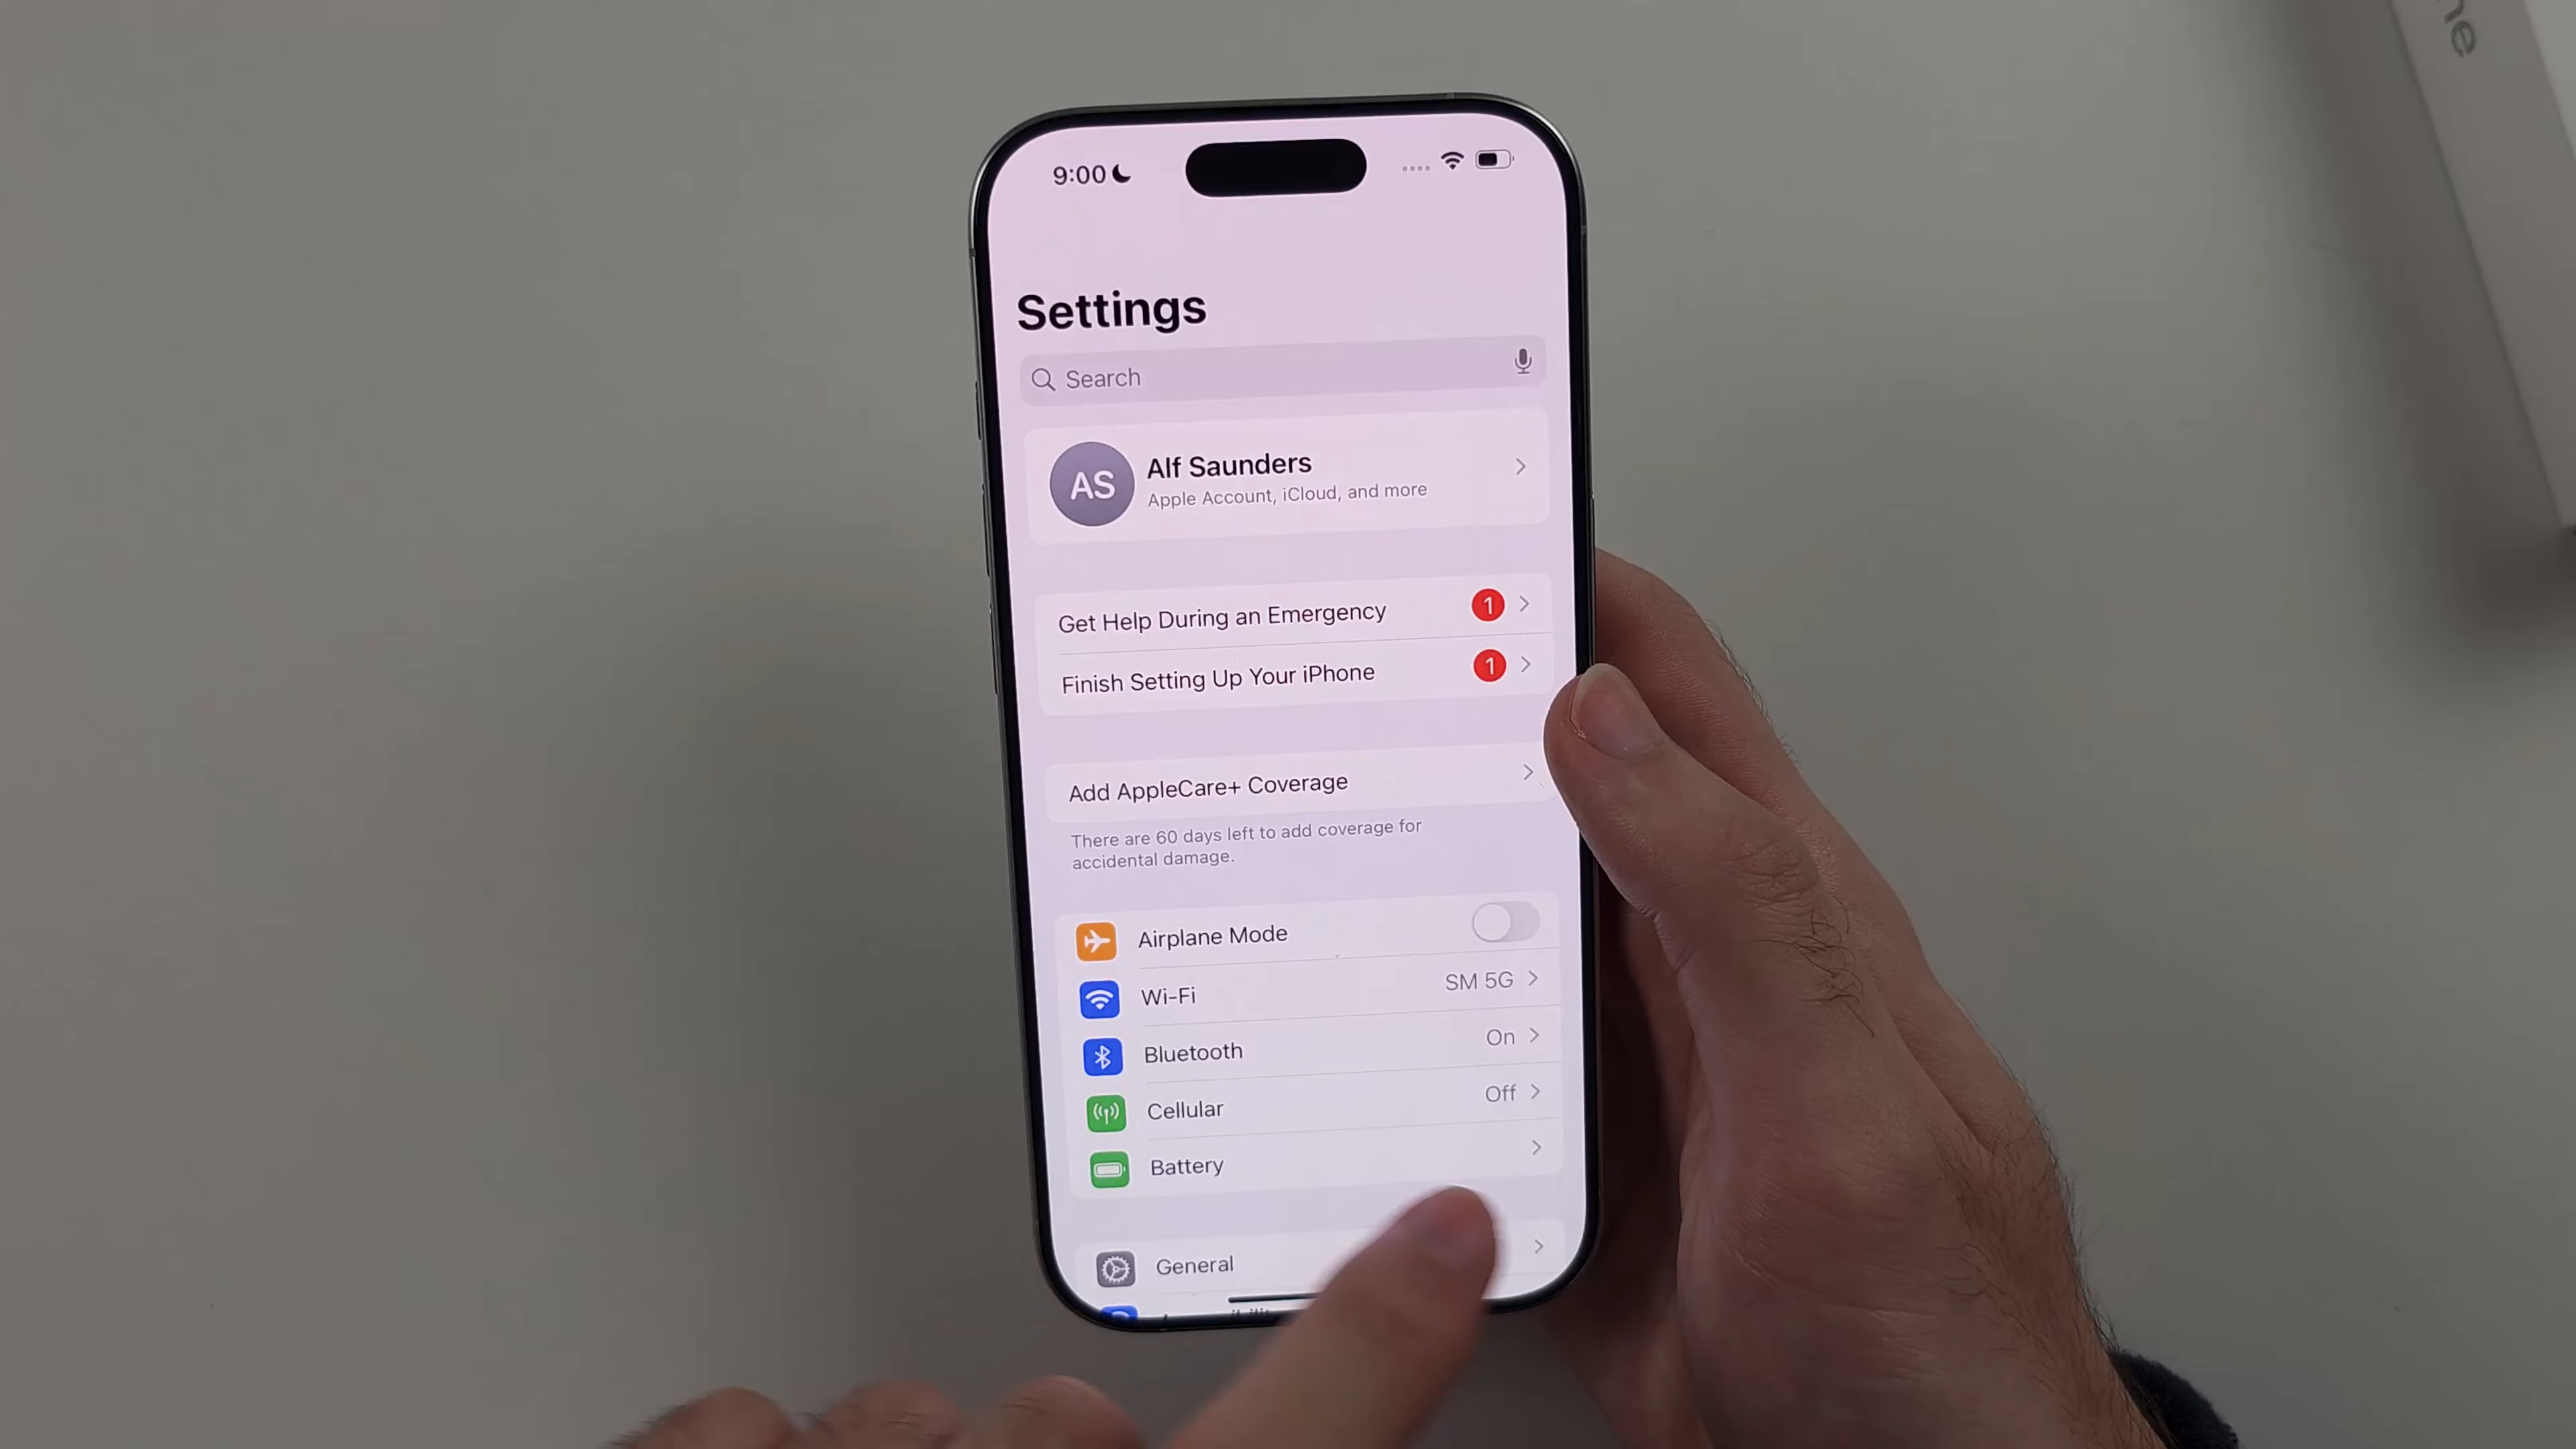 ne
9:00
Settings
Search
AS
Alf Saunders
Apple Account, iCloud, and more
Get Help During an Emergency 1
Finish Setting Up Your iPhone 1
Add AppleCare+ Coverage
There are 60 days left to add coverage for
accidental damage.
Airplane Mode
Wi-Fi SM 5G
Bluetooth On
Cellular Off
Battery
General